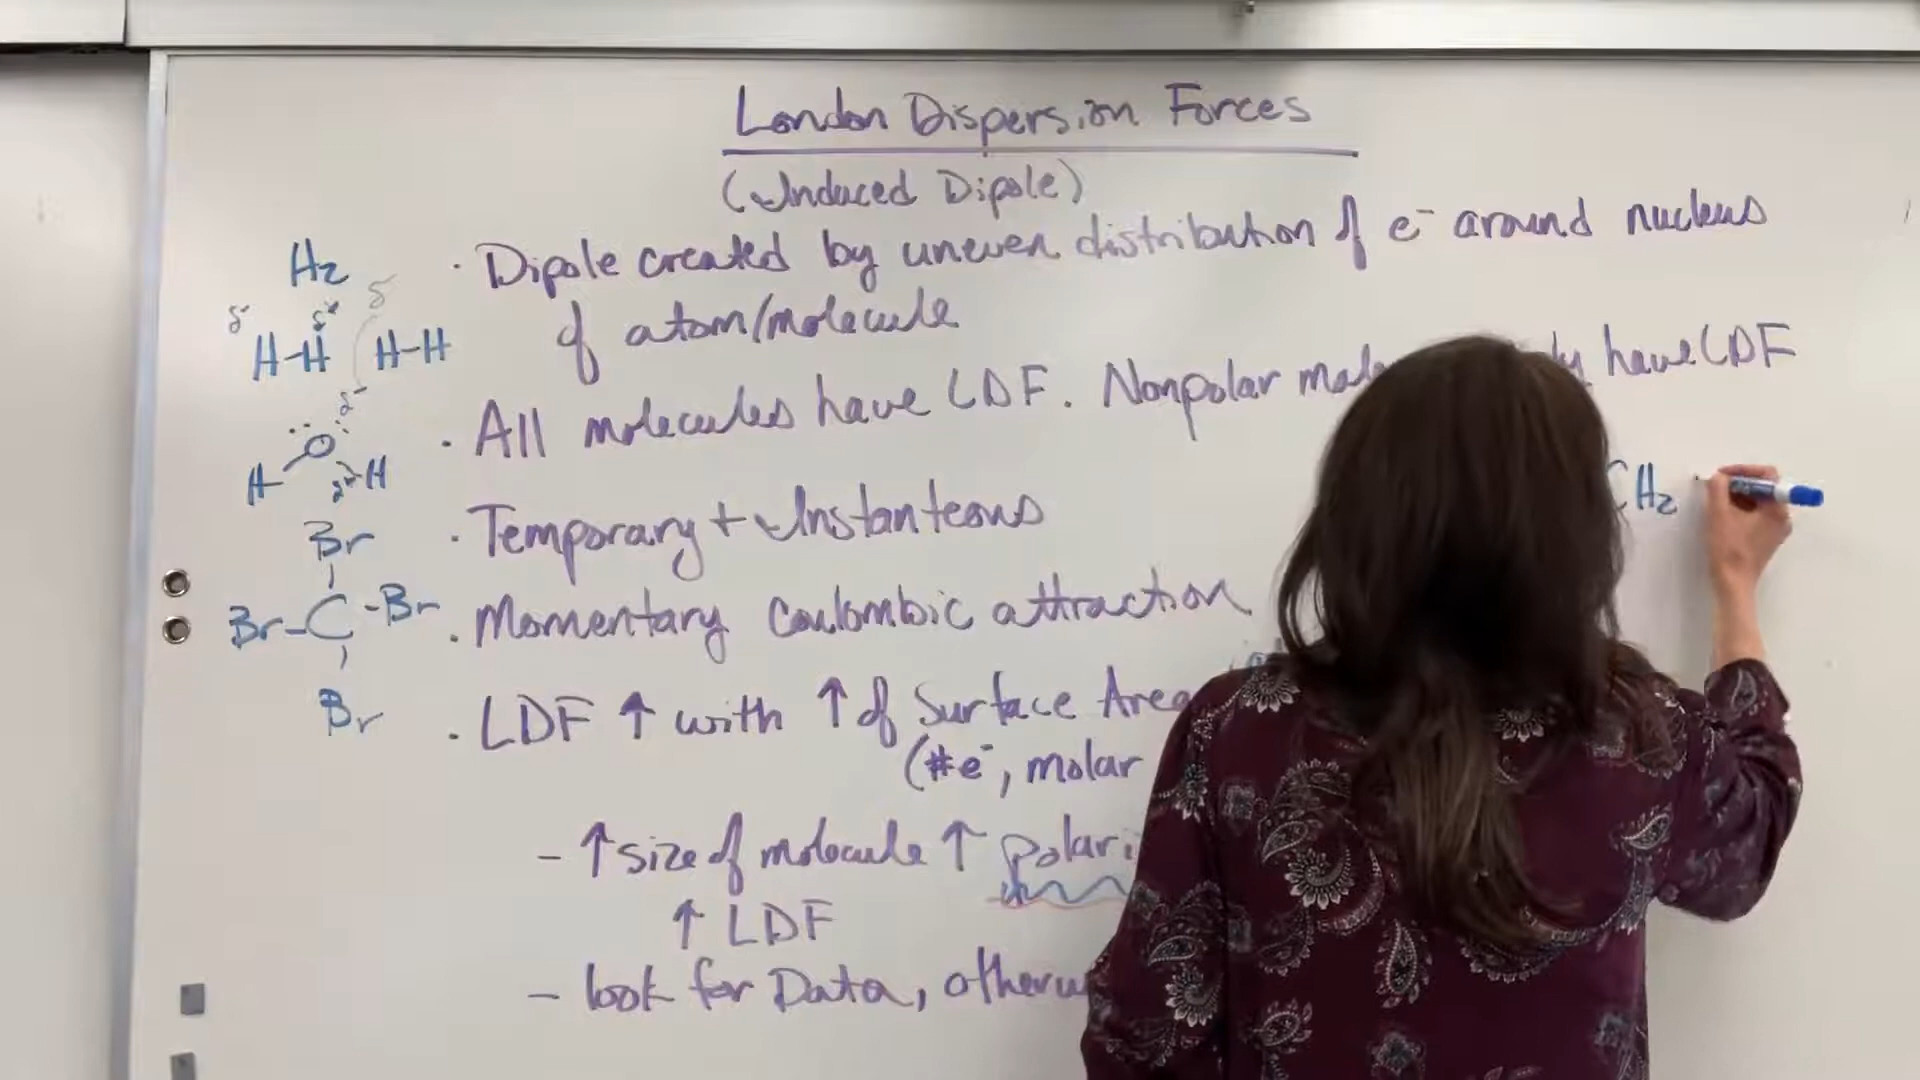 London Dispersion Forces
(Induced Dipole)
H2
δ-
δ+
δ
H-H H-H
· Dipole created by uneven distribution of e- around nucleus
of atom/molecule
· All molecules have LDF. Nonpolar have LDF
δ-
O
H H
CH2
· Temporary + Instanteous
Br
Br-C-Br
Br
· Momentary Coulombic attraction
· LDF ↑ with ↑ of Surface Area
(#e-, molar
- ↑ size of molecule ↑ polari
↑ LDF
- look for Data, otherw